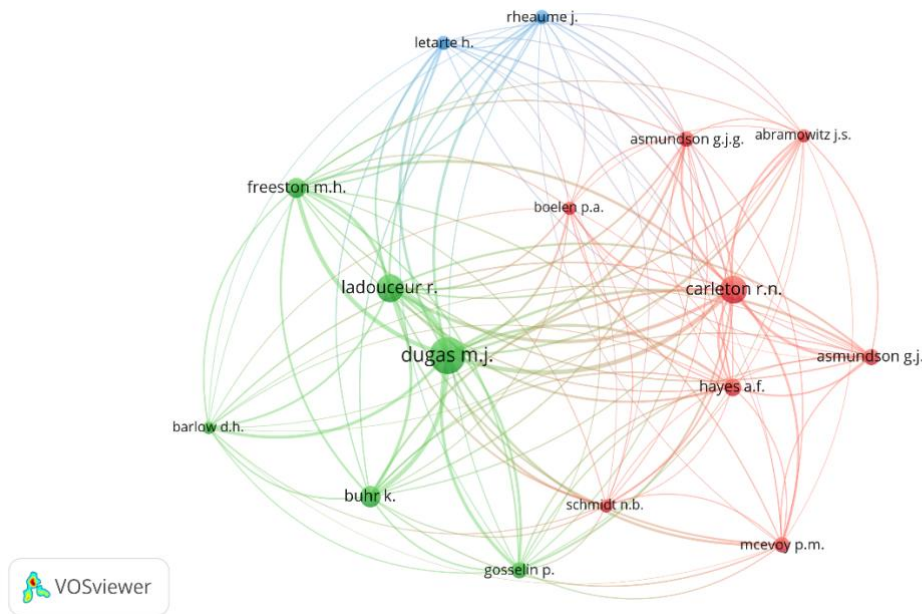 rheaume j.
letarte h.
asmundson g.j.g.
abramowitz j.s.
freeston m.h.
boelen p.a.
ladouceur r.
carleton r.n.
dugas m.j.
asmundson g.j.
hayes a.f.
barlow d.h.
buhr k.
schmidt n.b.
mcevoy p.m.
gosselin p.
VOSviewer